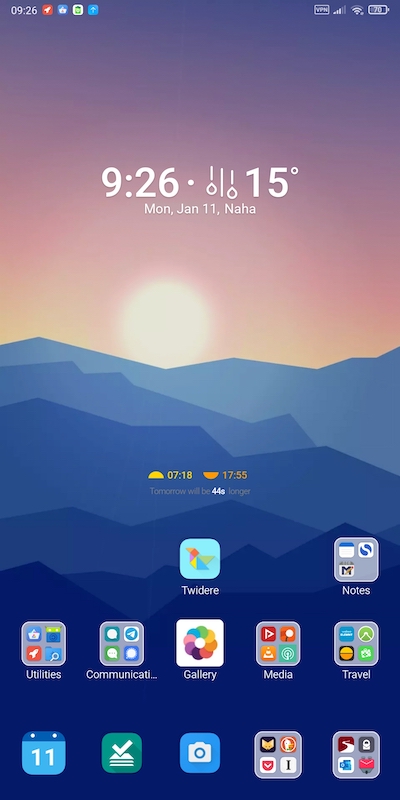 09:26
VPN
70
9:26 · 15°
Mon, Jan 11, Naha
07:18 17:55
Tomorrow will be 44s longer
Twidere
Notes
Utilities
Communicati...
Gallery
Media
Travel
11